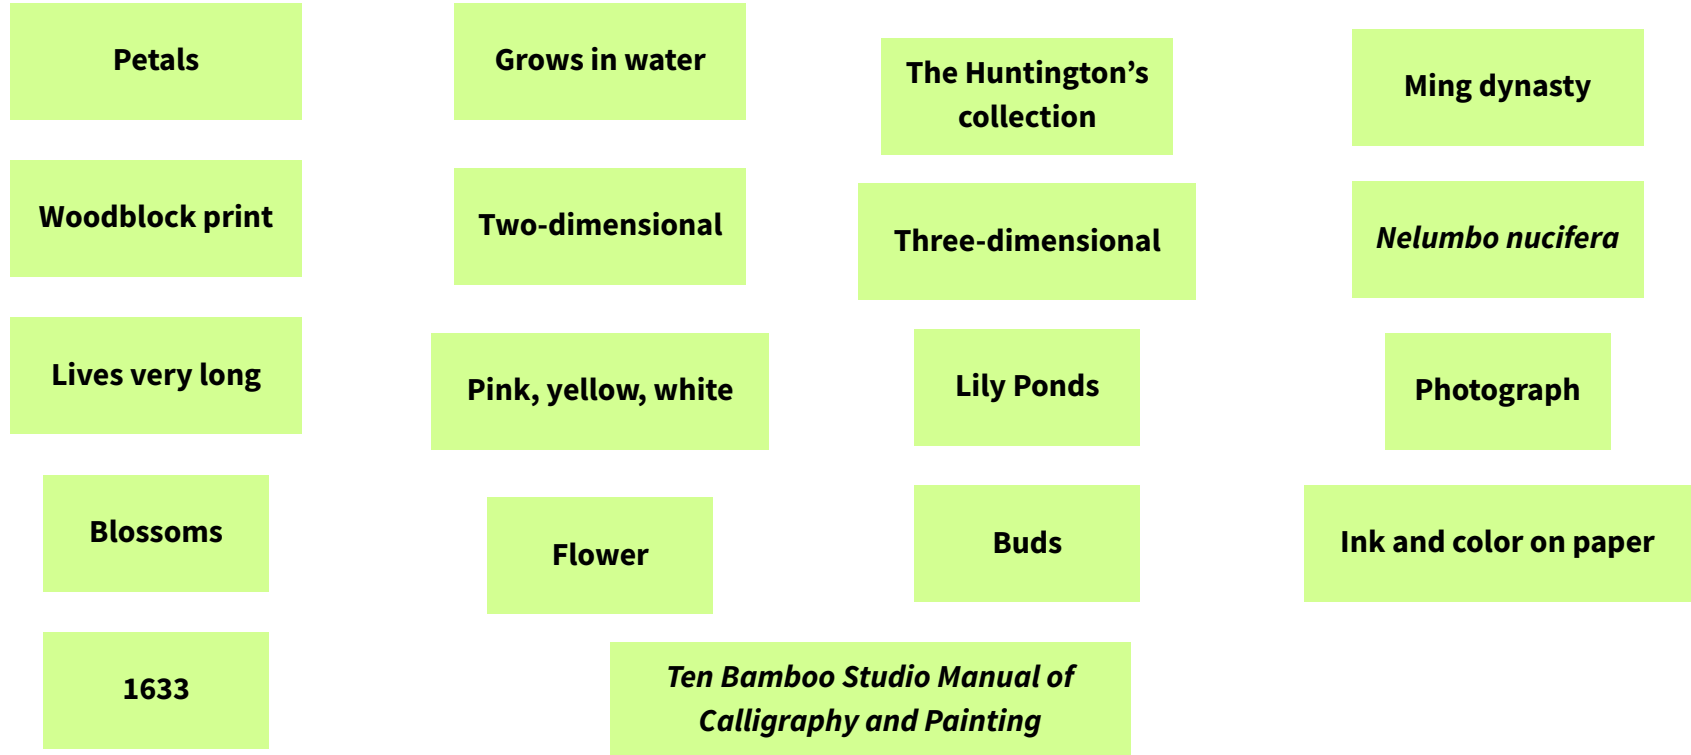 Petals
Grows in water
The Huntington’s
collection
Ming dynasty
Woodblock print
Two-dimensional
Three-dimensional
Nelumbo nucifera
Lives very long
Pink, yellow, white
Lily Ponds
Photograph
Blossoms
Flower
Buds
Ink and color on paper
1633
Ten Bamboo Studio Manual of
Calligraphy and Painting